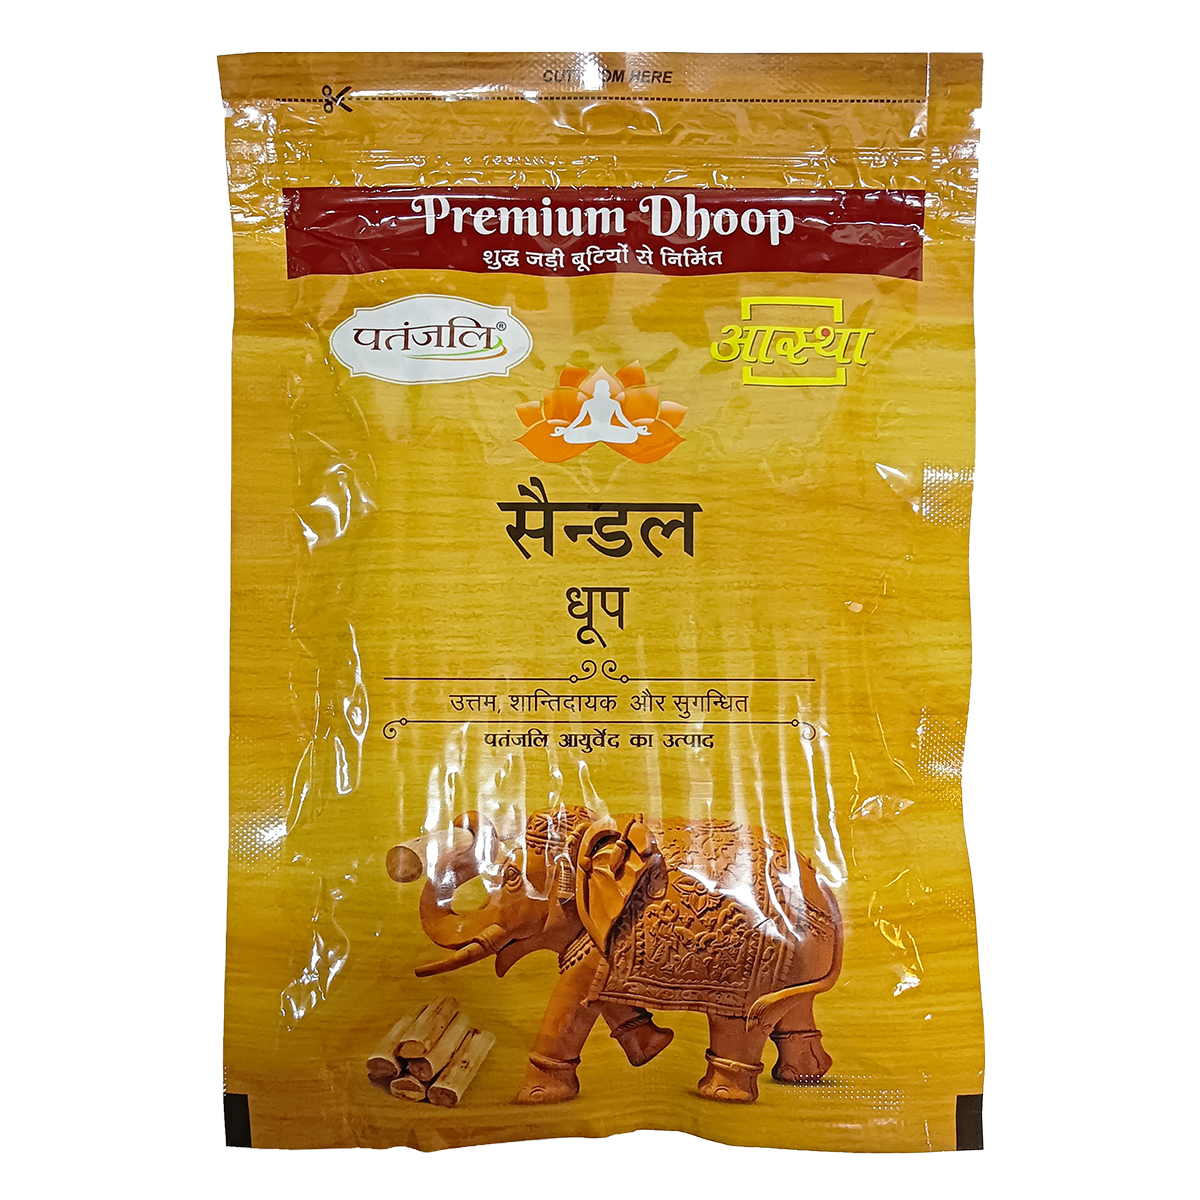 CUT FROM HERE
Premium Dhoop
शुद्ध जड़ी बूटियों से निर्मित
पतंजलि®
आस्था
सैन्डल
धूप
उत्तम, शान्तिदायक और सुगन्धित
पतंजलि आयुर्वेद का उत्पाद